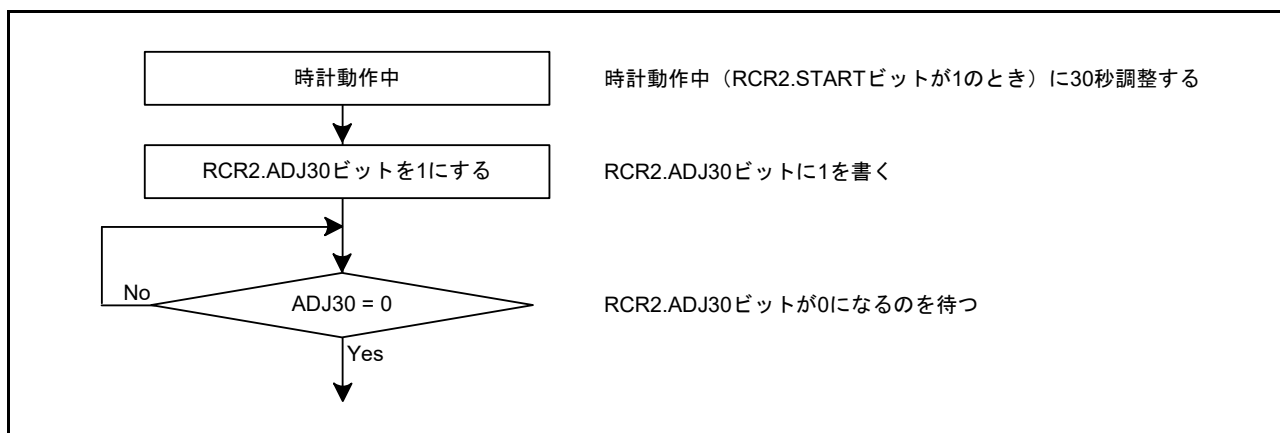 時計動作中
時計動作中（RCR2.STARTビットが1のとき）に30秒調整する
RCR2.ADJ30ビットを1にする
RCR2.ADJ30ビットに1を書く
No
ADJ30 = 0
RCR2.ADJ30ビットが0になるのを待つ
Yes